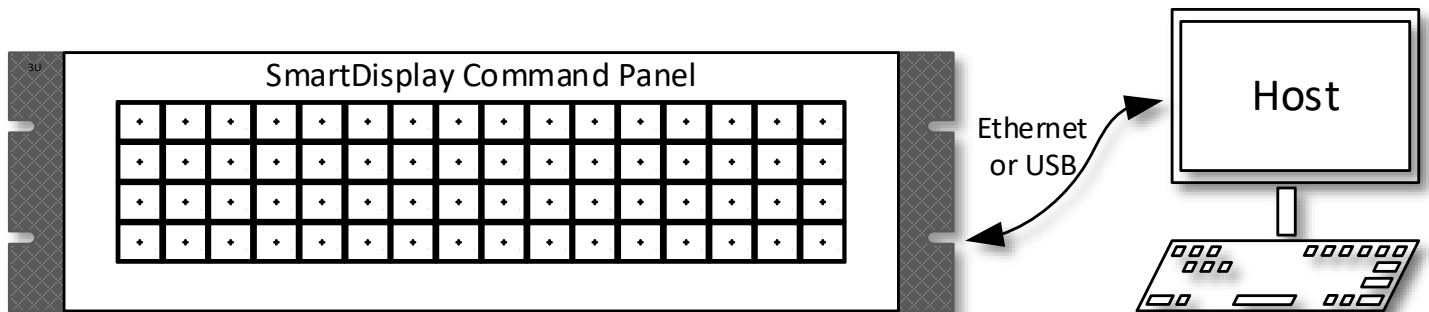 3U
SmartDisplay Command Panel
Ethernet
or USB
Host